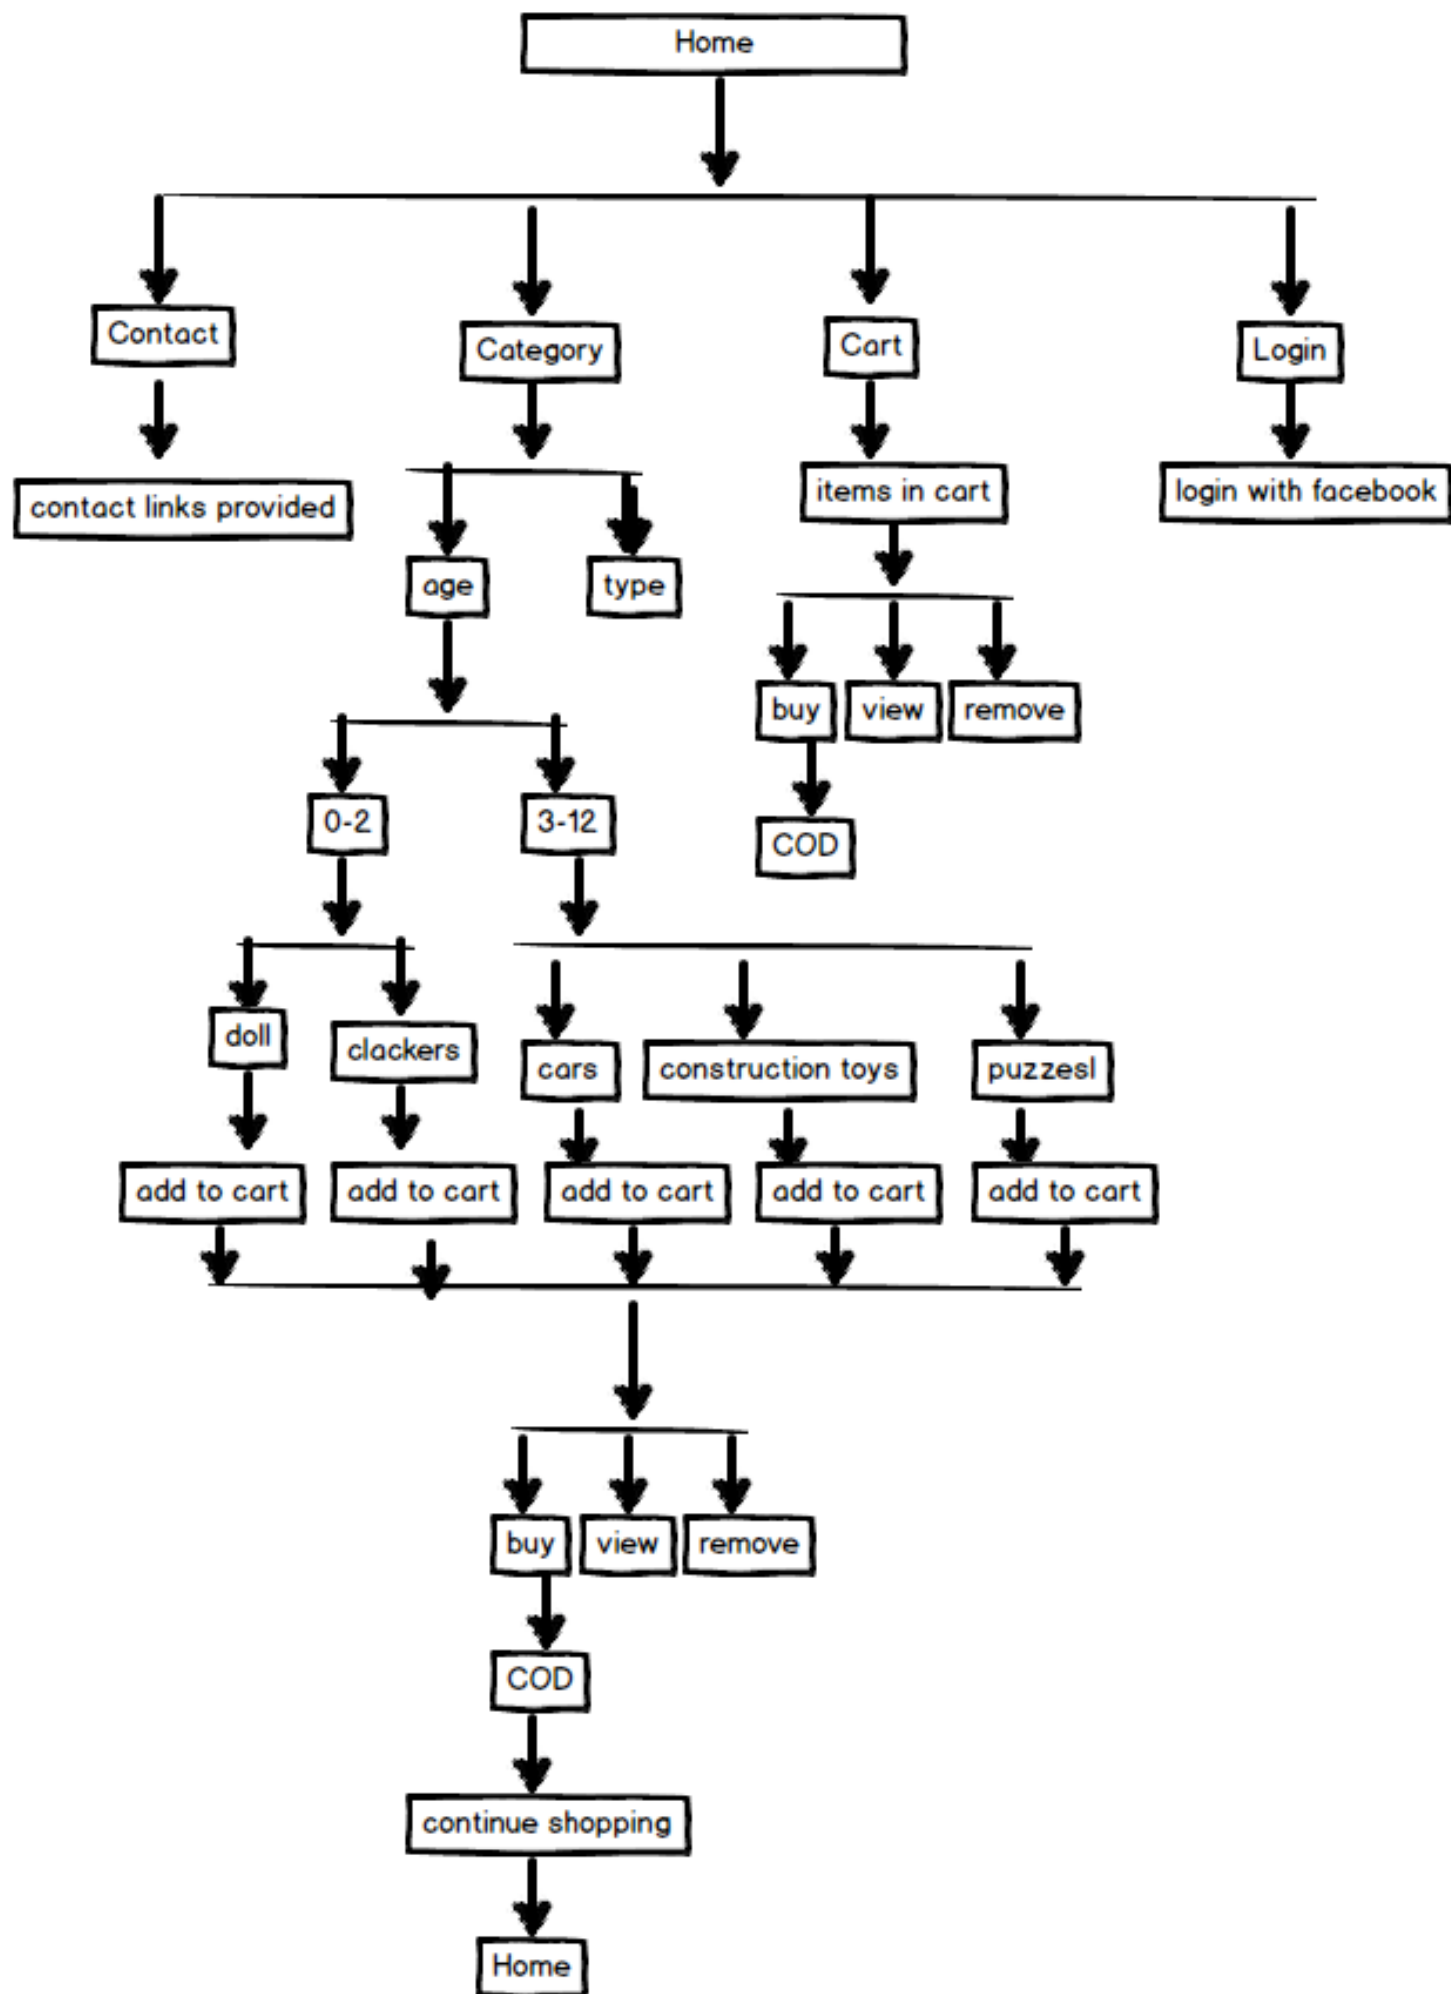 Home
Contact
Category
Cart
Login
contact links provided
items in cart
login with facebook
age
type
buy
view
remove
0-2
3-12
COD
doll
clackers
cars
construction toys
puzzesl
add to cart
add to cart
add to cart
add to cart
add to cart
buy
view
remove
COD
continue shopping
Home